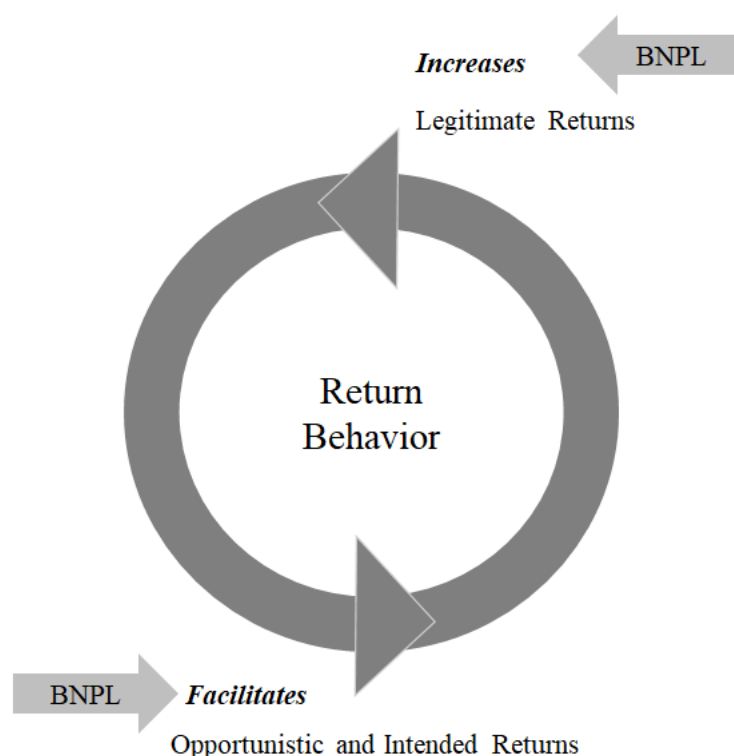 Increases
BNPL
Legitimate Returns
Return
Behavior
BNPL
Facilitates
Opportunistic and Intended Returns